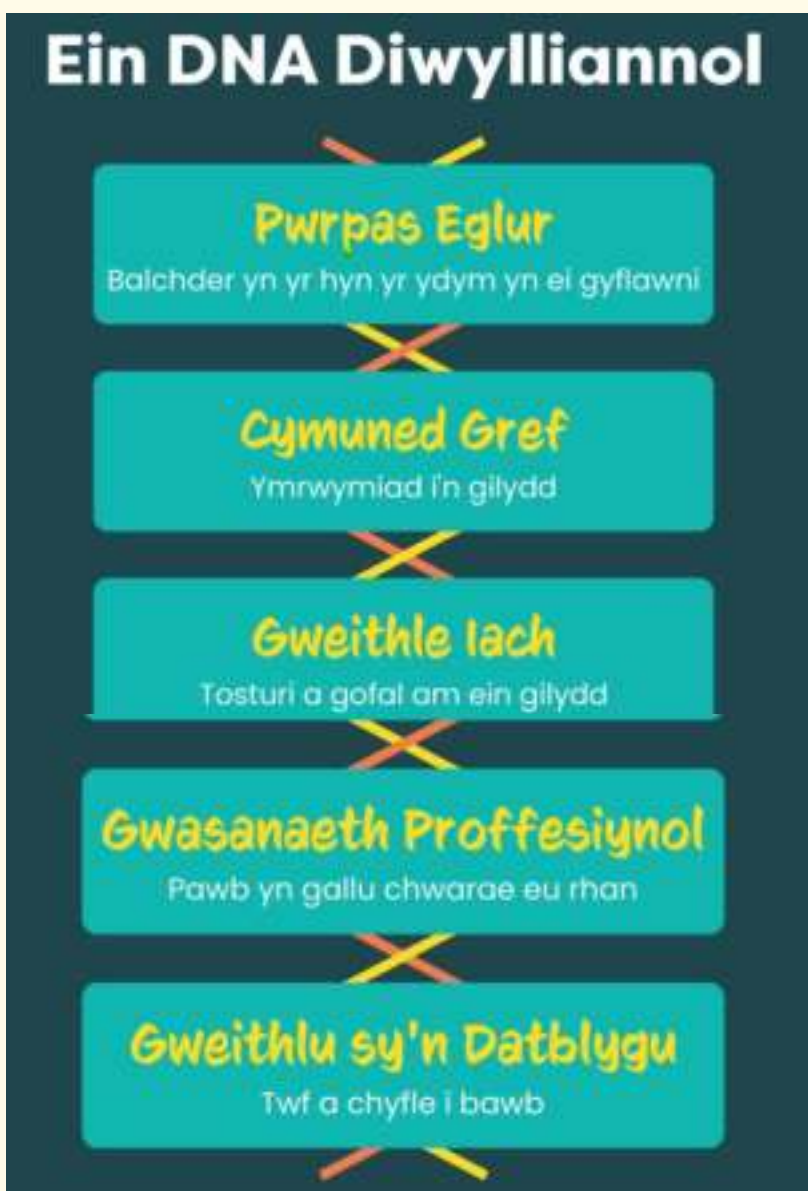 Ein DNA Diwylliannol
Pwrpas Eglur
Balchder yn yr hyn yr ydym yn ei gyflawni
Cymuned Gref
Ymrwymiad i'n gilydd
Gweithle Iach
Tosturi a gofal am ein gilydd
Gwasanaeth Proffesiynol
Pawb yn gallu chwarae eu rhan
Gweithlu sy'n Datblygu
Twf a chyfle i bawb